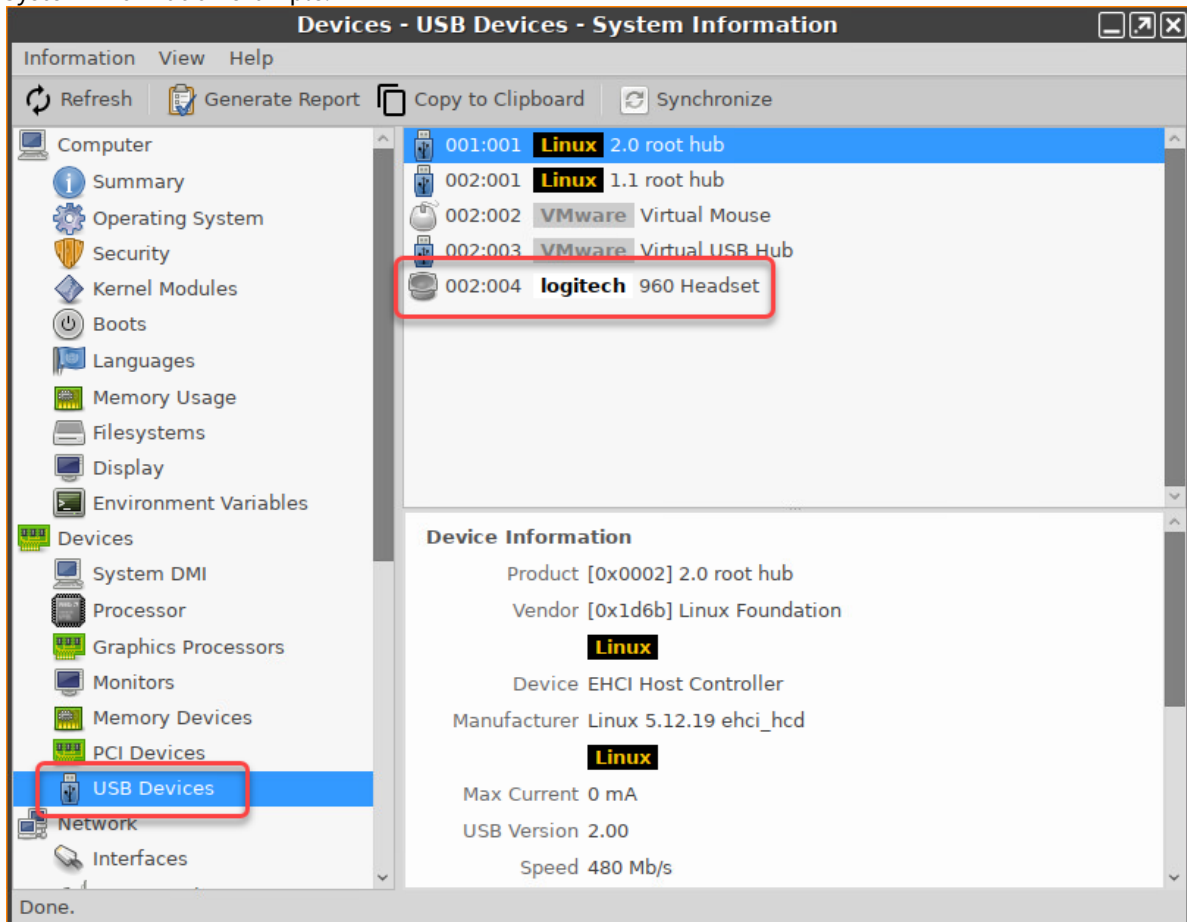 Devices - USB Devices - System Information
Information View Help
Refresh Generate Report Copy to Clipboard Synchronize
Computer
Summary
Operating System
Security
Kernel Modules
Boots
Languages
Memory Usage
Filesystems
Display
Environment Variables
Devices
System DMI
Processor
Graphics Processors
Monitors
Memory Devices
PCI Devices
USB Devices
Network
Interfaces
001:001 Linux 2.0 root hub
002:001 Linux 1.1 root hub
002:002 VMware Virtual Mouse
002:003 VMware Virtual USB Hub
002:004 logitech 960 Headset
Device Information
Product [0x0002] 2.0 root hub
Vendor [0x1d6b] Linux Foundation
Linux
Device EHCI Host Controller
Manufacturer Linux 5.12.19 ehci_hcd
Linux
Max Current 0 mA
USB Version 2.00
Speed 480 Mb/s
Done.